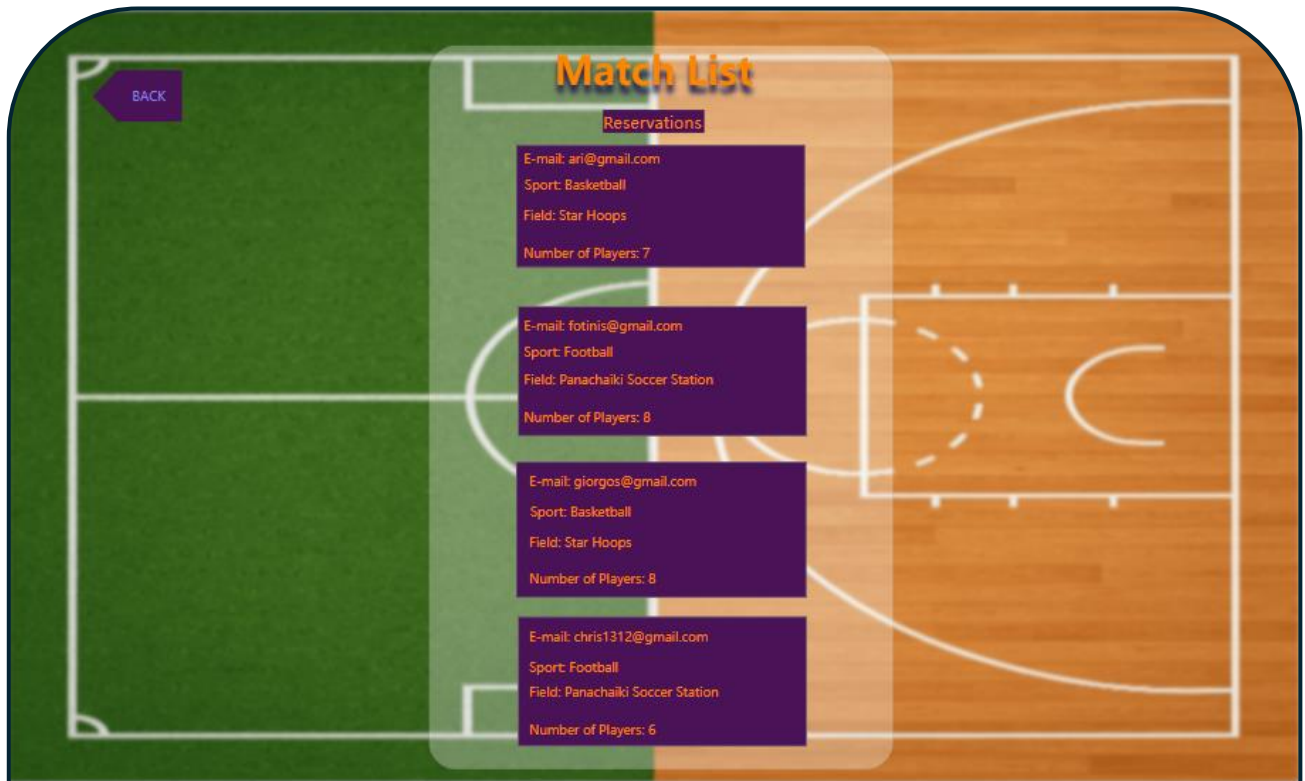 Match List
BACK
Reservations
E-mail: ari@gmail.com
Sport: Basketball
Field: Star Hoops
Number of Players: 7
E-mail: fotinis@gmail.com
Sport: Football
Field: Panachaiki Soccer Station
Number of Players: 8
E-mail: giorgos@gmail.com
Sport: Basketball
Field: Star Hoops
Number of Players: 8
E-mail: chris1312@gmail.com
Sport: Football
Field: Panachaiki Soccer Station
Number of Players: 6